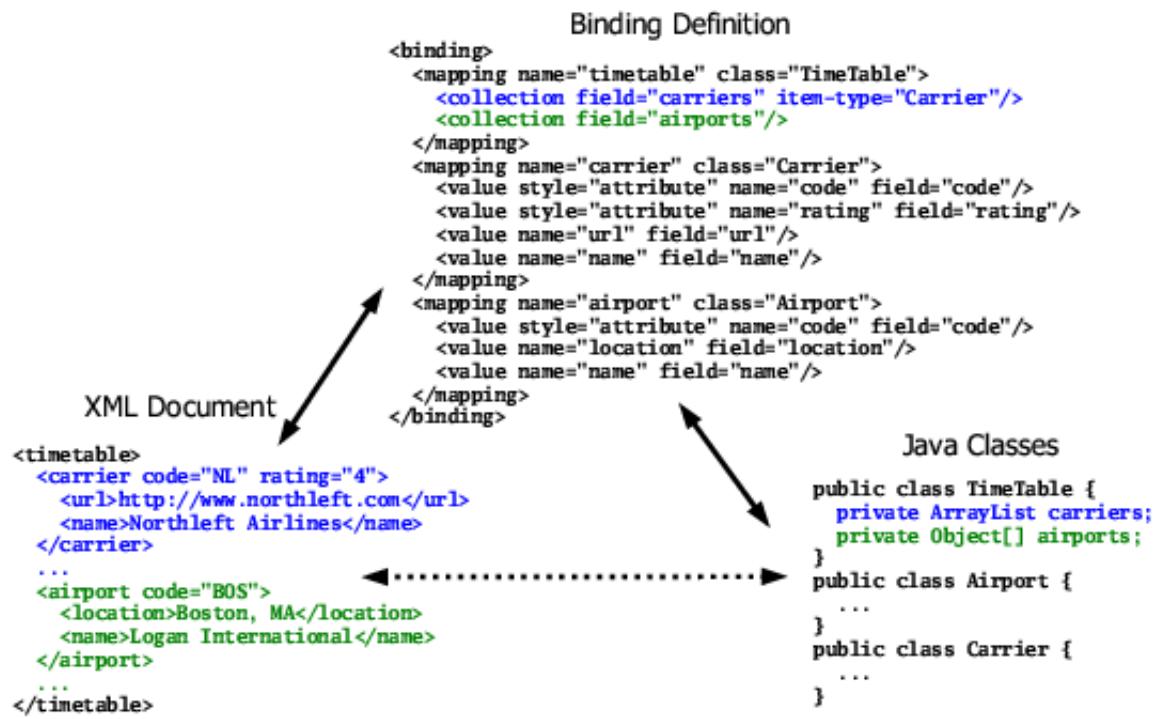 Binding Definition
<binding>
  <mapping name="timetable" class="TimeTable">
    <collection field="carriers" item-type="Carrier"/>
    <collection field="airports"/>
  </mapping>
  <mapping name="carrier" class="Carrier">
    <value style="attribute" name="code" field="code"/>
    <value style="attribute" name="rating" field="rating"/>
    <value name="url" field="url"/>
    <value name="name" field="name"/>
  </mapping>
  <mapping name="airport" class="Airport">
    <value style="attribute" name="code" field="code"/>
    <value name="location" field="location"/>
    <value name="name" field="name"/>
  </mapping>
</binding>
XML Document
<timetable>
  <carrier code="NL" rating="4">
    <url>http://www.northleft.com</url>
    <name>Northleft Airlines</name>
  </carrier>
  ...
  <airport code="BOS">
    <location>Boston, MA</location>
    <name>Logan International</name>
  </airport>
  ...
</timetable>
Java Classes
public class TimeTable {
  private ArrayList carriers;
  private Object[] airports;
}
public class Airport {
  ...
}
public class Carrier {
  ...
}